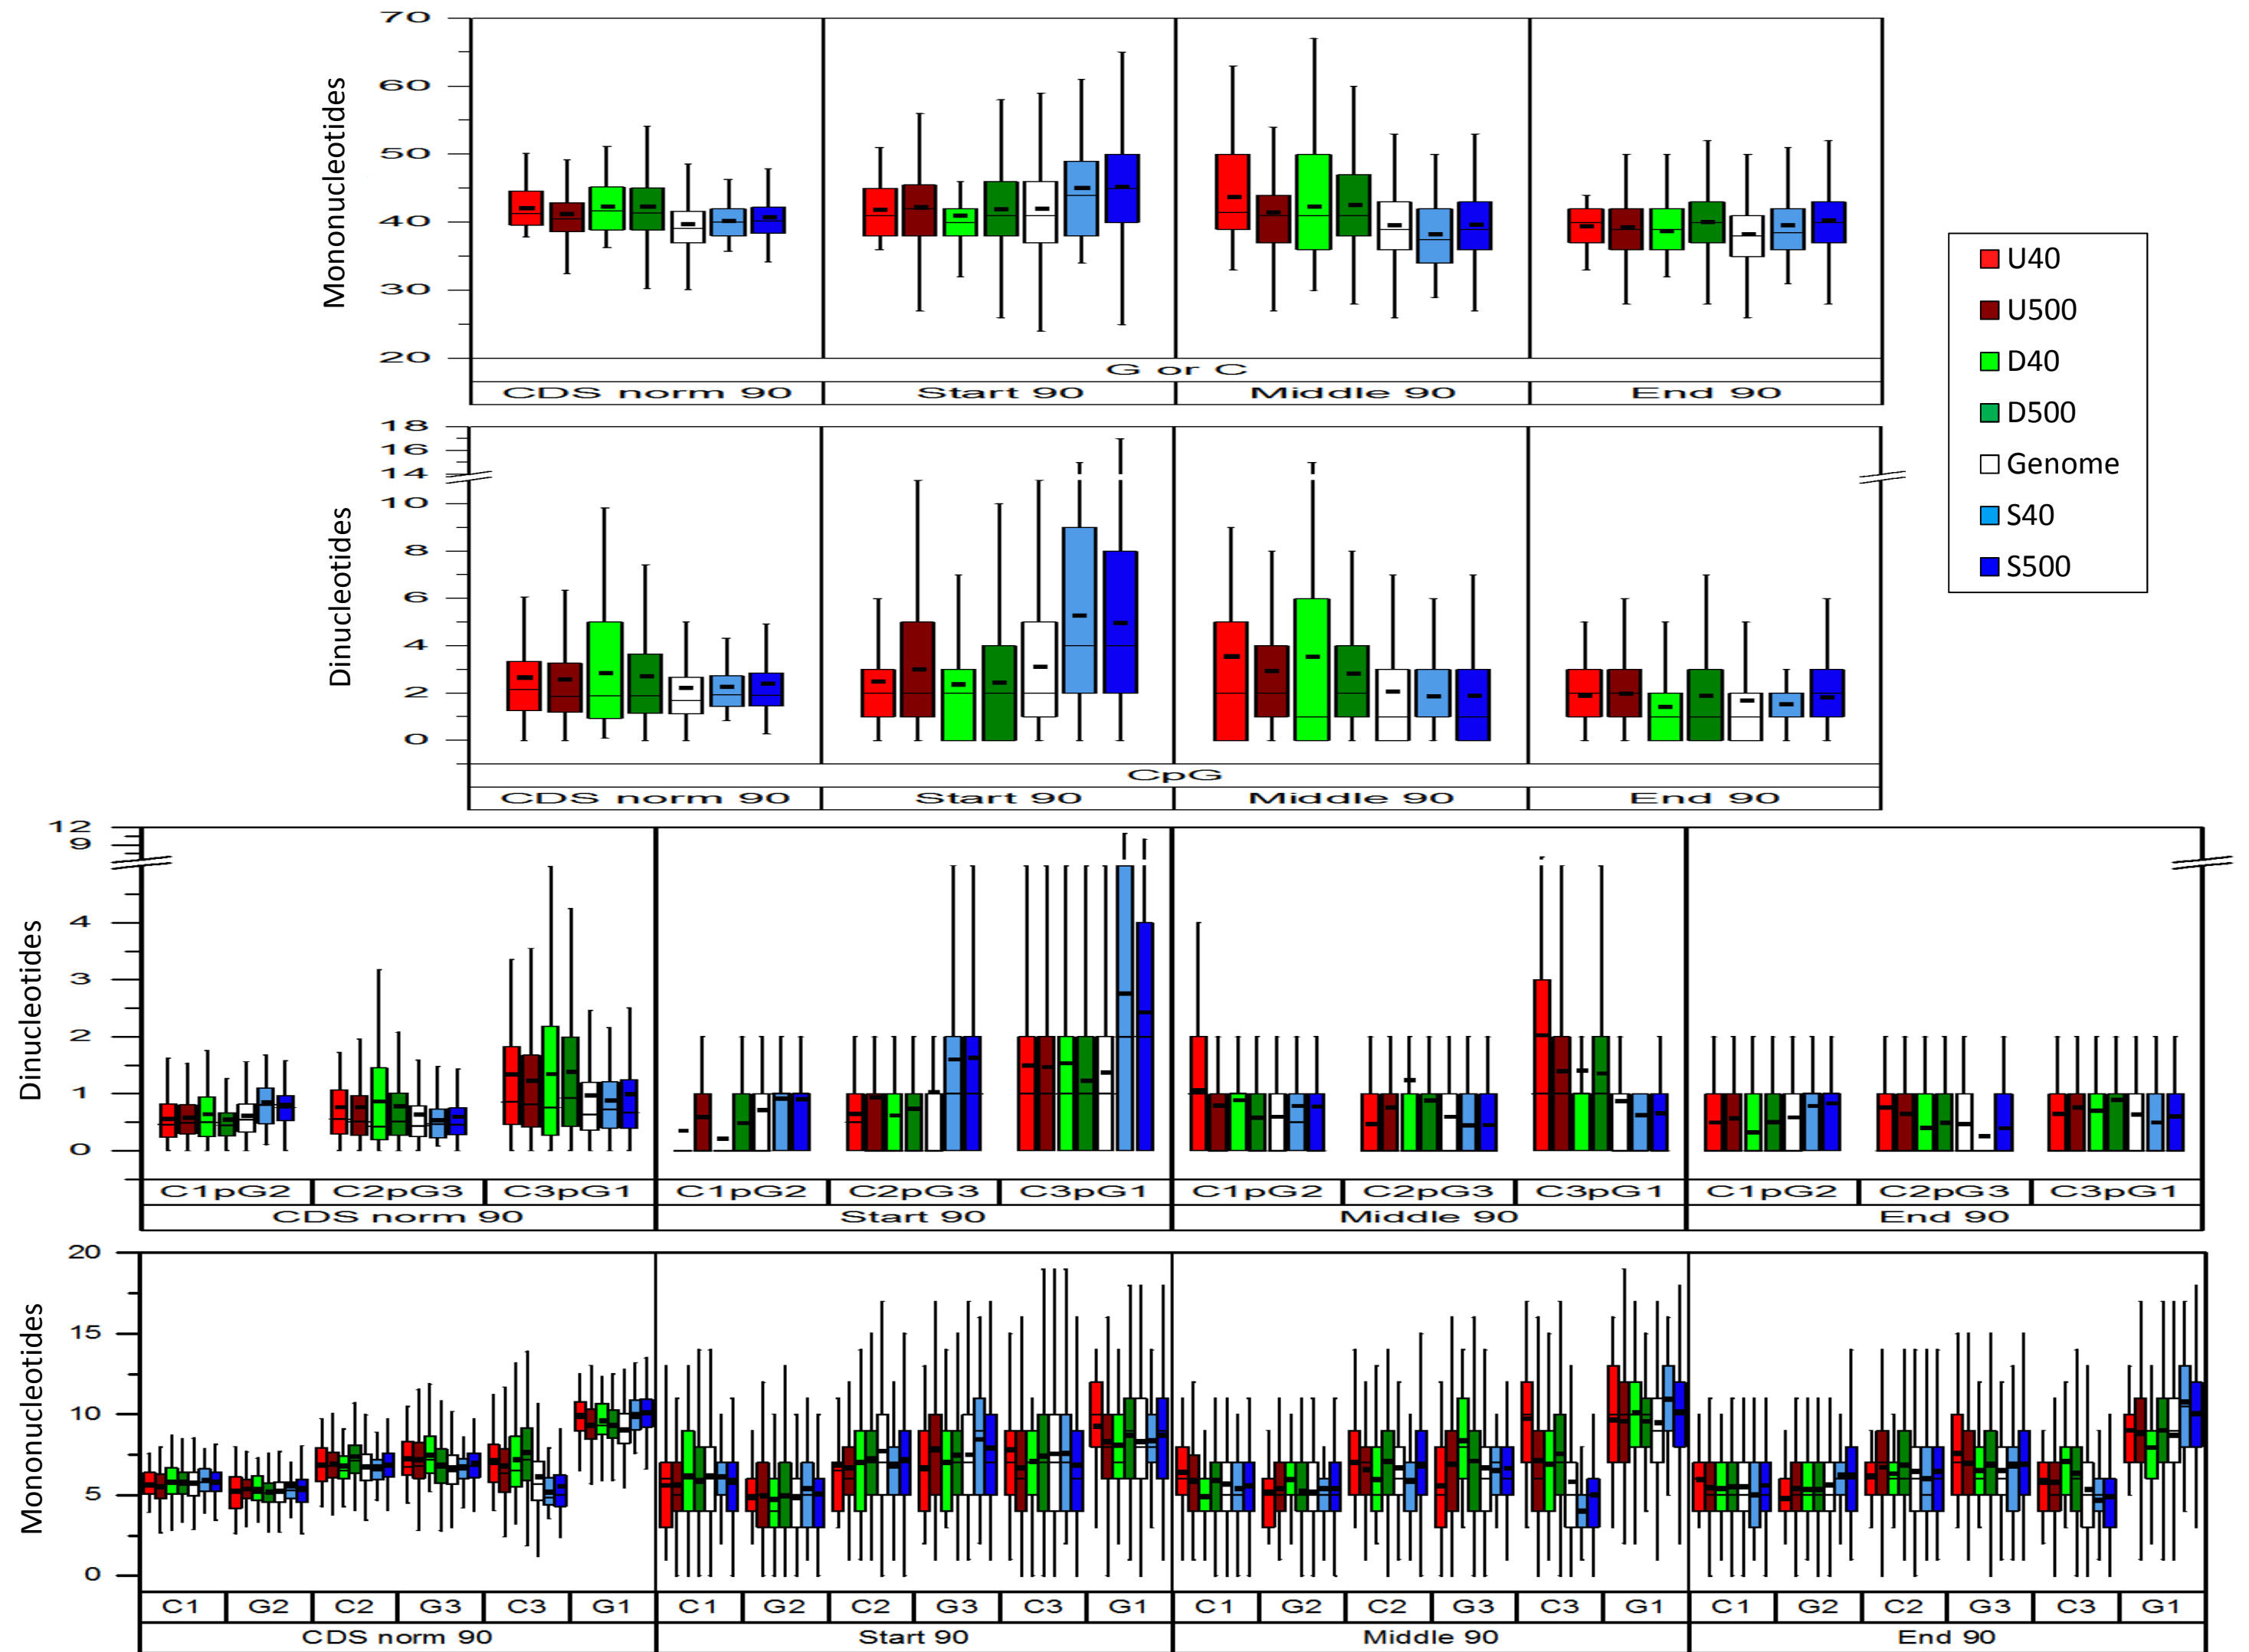 Mononucleotides
70
60
50
40
30
20
G or C
CDS norm 90 Start 90 Middle 90 End 90
U40
U500
D40
D500
Genome
S40
S500
Dinucleotides
18
16
14
10
8
6
4
2
0
CpG
CDS norm 90 Start 90 Middle 90 End 90
Dinucleotides
12
9
4
3
2
1
0
C1pG2 C2pG3 C3pG1 C1pG2 C2pG3 C3pG1 C1pG2 C2pG3 C3pG1 C1pG2 C2pG3 C3pG1
CDS norm 90 Start 90 Middle 90 End 90
Mononucleotides
20
15
10
5
0
C1 G2 C2 G3 C3 G1 C1 G2 C2 G3 C3 G1 C1 G2 C2 G3 C3 G1 C1 G2 C2 G3 C3 G1
CDS norm 90 Start 90 Middle 90 End 90